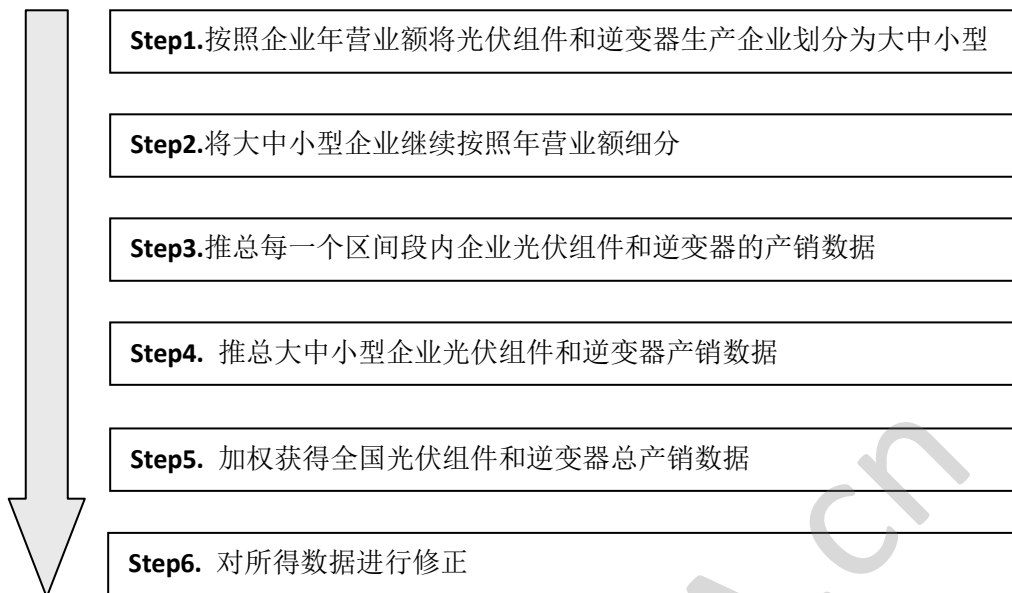 Step1.按照企业年营业额将光伏组件和逆变器生产企业划分为大中小型
Step2.将大中小型企业继续按照年营业额细分
Step3.推总每一个区间段内企业光伏组件和逆变器的产销数据
Step4. 推总大中小型企业光伏组件和逆变器产销数据
Step5. 加权获得全国光伏组件和逆变器总产销数据
Step6. 对所得数据进行修正
.cn